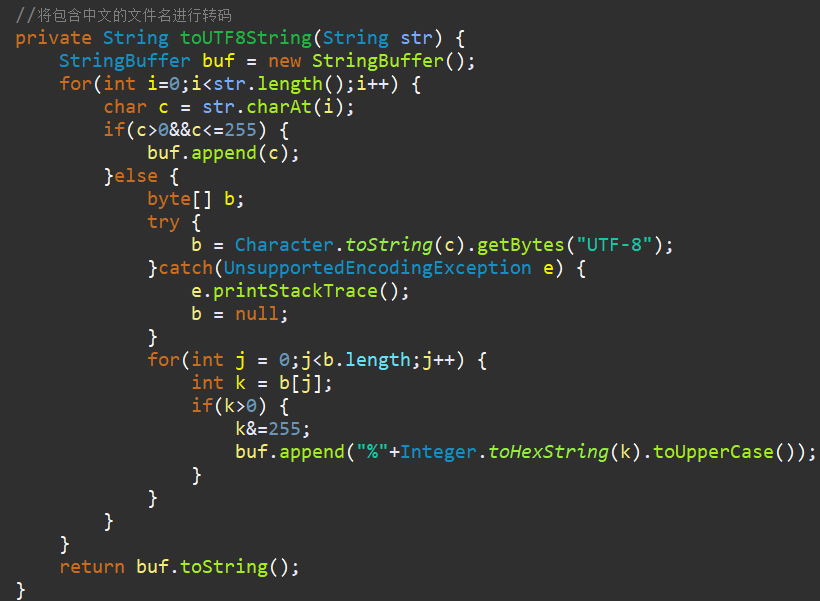 //将包含中文的文件名进行转码
private String toUTF8String(String str) {
    StringBuffer buf = new StringBuffer();
    for(int i=0;i<str.length();i++) {
        char c = str.charAt(i);
        if(c>0&&c<=255) {
            buf.append(c);
        }else {
            byte[] b;
            try {
                b = Character.toString(c).getBytes("UTF-8");
            }catch(UnsupportedEncodingException e) {
                e.printStackTrace();
                b = null;
            }
            for(int j = 0;j<b.length;j++) {
                int k = b[j];
                if(k>0) {
                    k&=255;
                    buf.append("%"+Integer.toHexString(k).toUpperCase());
                }
            }
        }
    }
    return buf.toString();
}